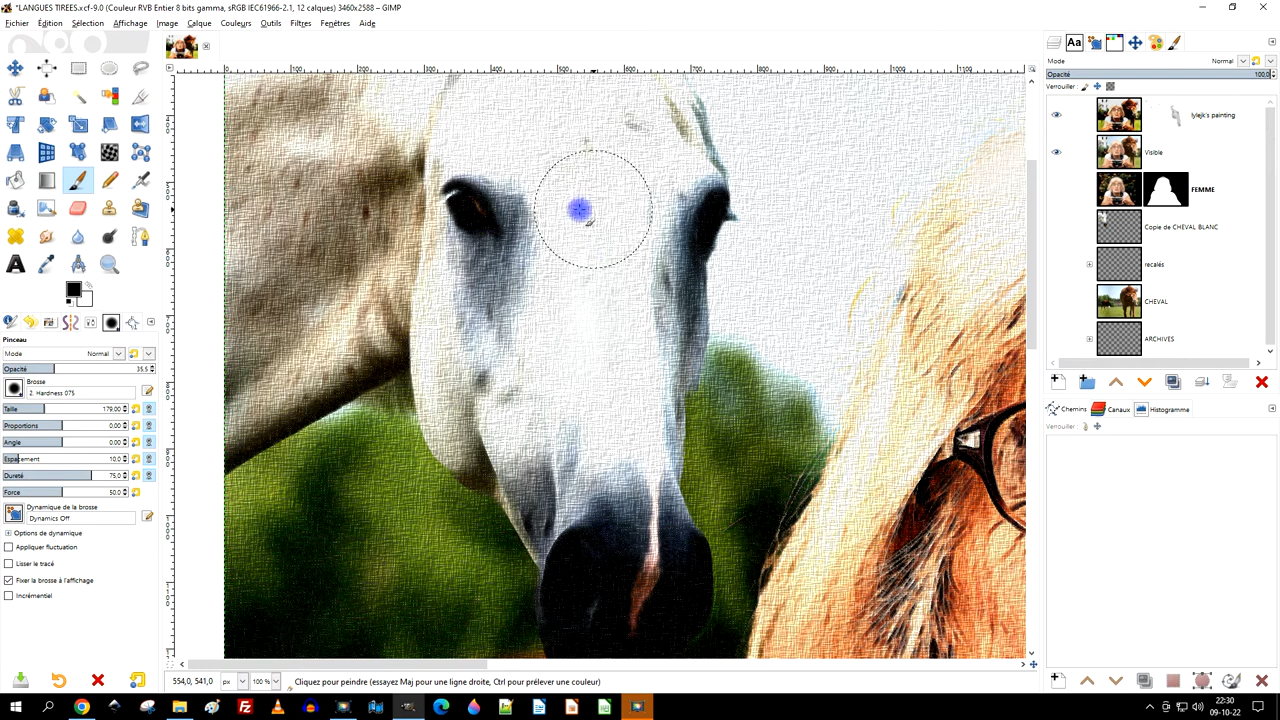 *LANGUES TIREES.xcf-9.0 (Couleur RVB Entier 8 bits gamma, sRGB IEC61966-2.1, 12 calques) 3460x2588 – GIMP
Fichier Édition Sélection Affichage Image Calque Couleurs Outils Filtres Fenêtres Aide
Mode Normal
Opacité 100,0
Verrouiller :
lylejk's painting
Visible
FEMME
Copie de CHEVAL BLANC
recalés
CHEVAL
ARCHIVES
Pinceau
Mode Normal
Opacité 35,5
Brosse
2. Hardness 075
Taille 179,00
Proportions 0,00
Angle 0,00
Espacement 10,0
Dureté 75,0
Force 50,0
Dynamique de la brosse
Dynamics Off
Options de dynamique
Appliquer fluctuation
Lisser le tracé
Fixer la brosse à l'affichage
Incrémentiel
Chemins Canaux Histogramme
Verrouiller :
554,0, 541,0 px 100 % Cliquez pour peindre (essayez Maj pour une ligne droite, Ctrl pour prélever une couleur)
22:30
09-10-22